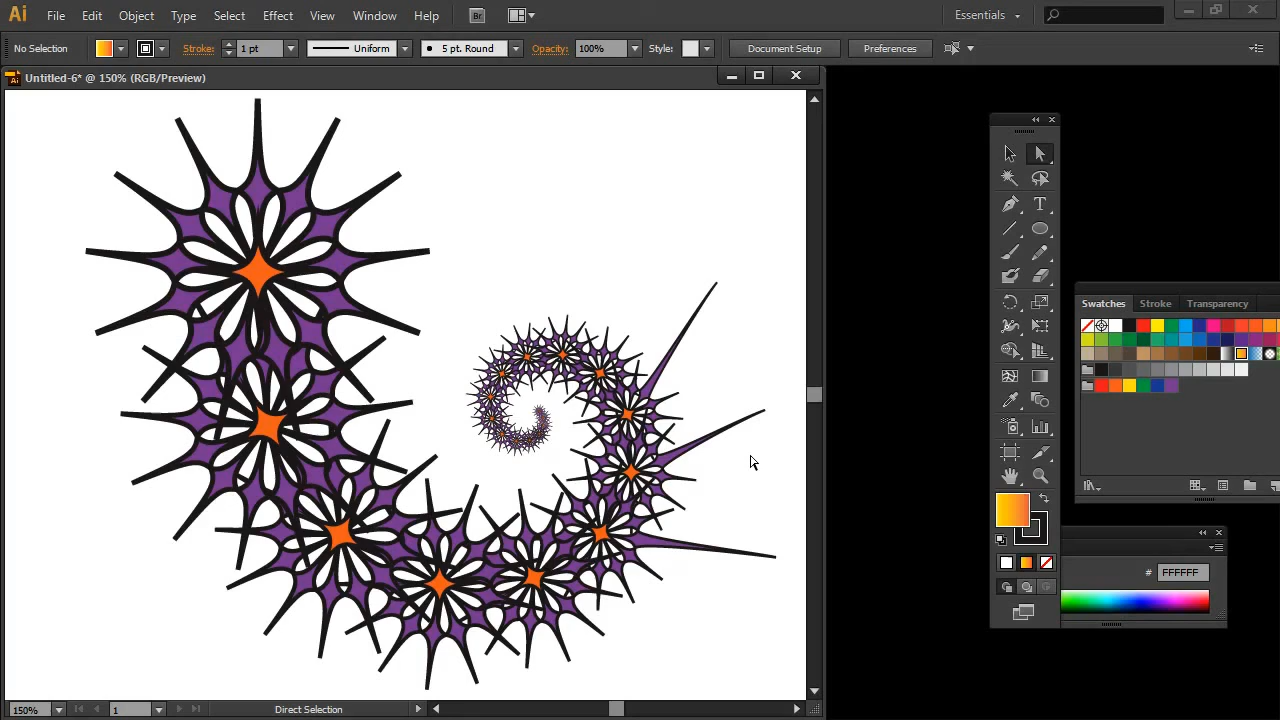 Ai File Edit Object Type Select Effect View Window Help Br Essentials
No Selection Stroke: 1 pt Uniform 5 pt. Round Opacity: 100% Style: Document Setup Preferences
Untitled-6* @ 150% (RGB/Preview)
T
Swatches Stroke Transparency
# FFFFFF
150% 1 Direct Selection